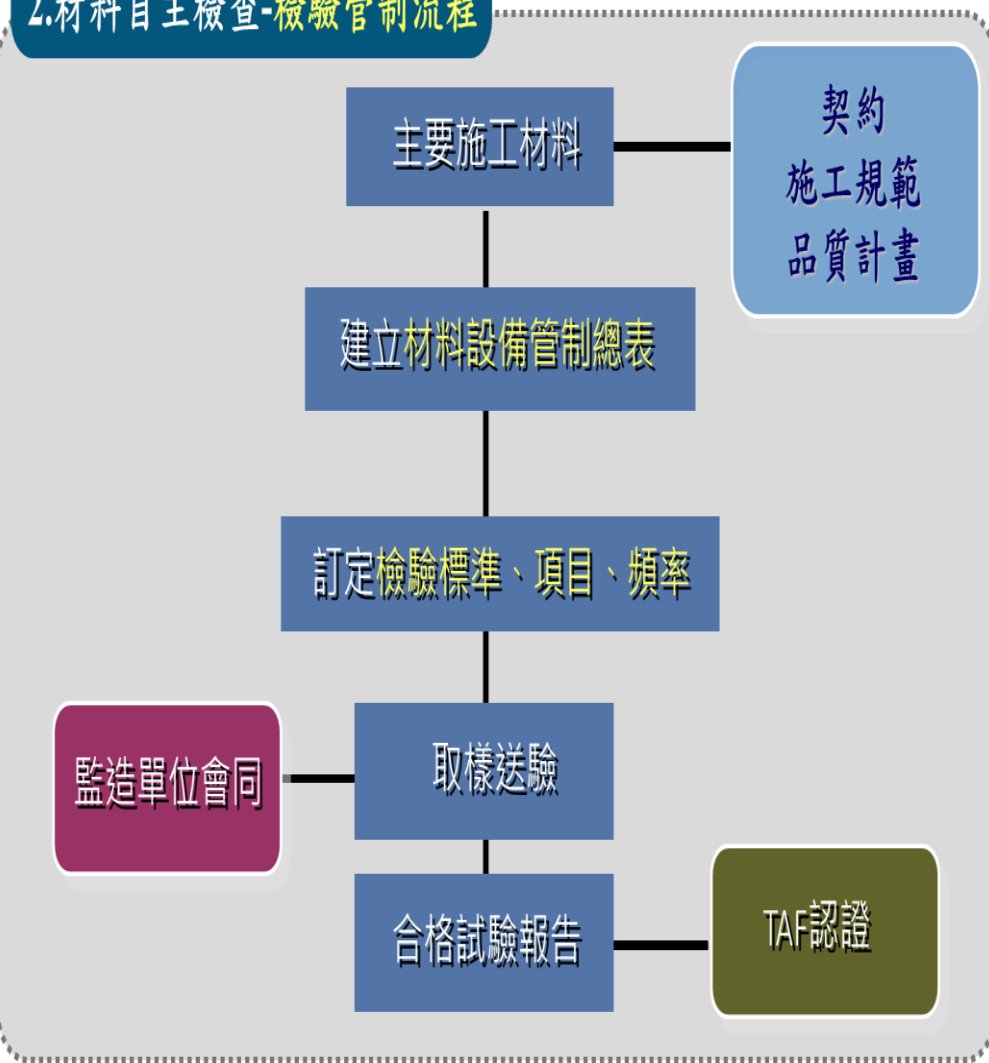 2.材料自主檢查-檢驗管制流程
主要施工材料
契約
施工規範
品質計畫
建立材料設備管制總表
訂定檢驗標準、項目、頻率
監造單位會同
取樣送驗
合格試驗報告
TAF認證